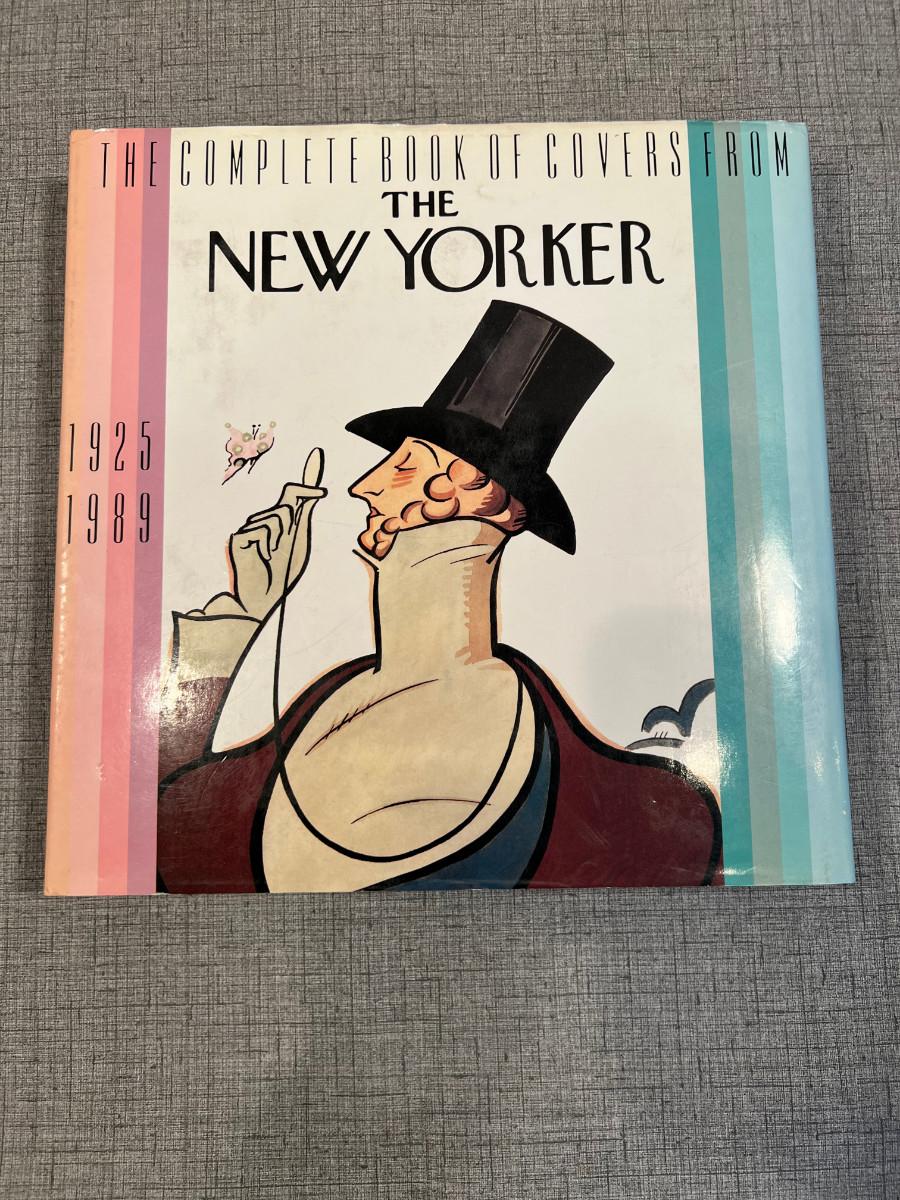 THE COMPLETE BOOK OF COVERS FROM
THE
NEW YORKER
1925
1989